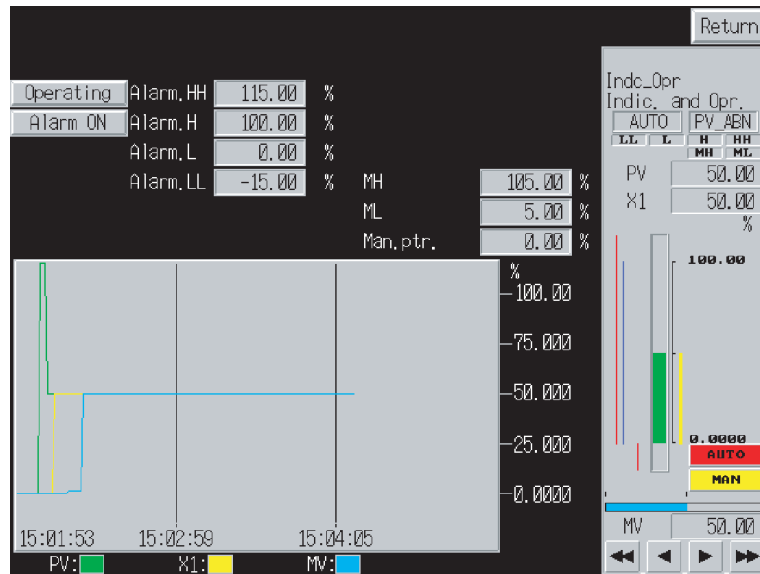 Return
Indc_Opr
Indic. and Opr.
Operating Alarm.HH 115.00 %
Alarm ON Alarm.H 100.00 %
Alarm.L 0.00 %
Alarm.LL -15.00 %
MH 105.00 %
ML 5.00 %
Man.ptr. 0.00 %
AUTO PV_ABN
LL L H HH
MH ML
PV 50.00
X1 50.00
%
100.00
0.0000
AUTO
MAN
MV 50.00
%
100.00
75.000
50.000
25.000
0.0000
15:01:53 15:02:59 15:04:05
PV: X1: MV: